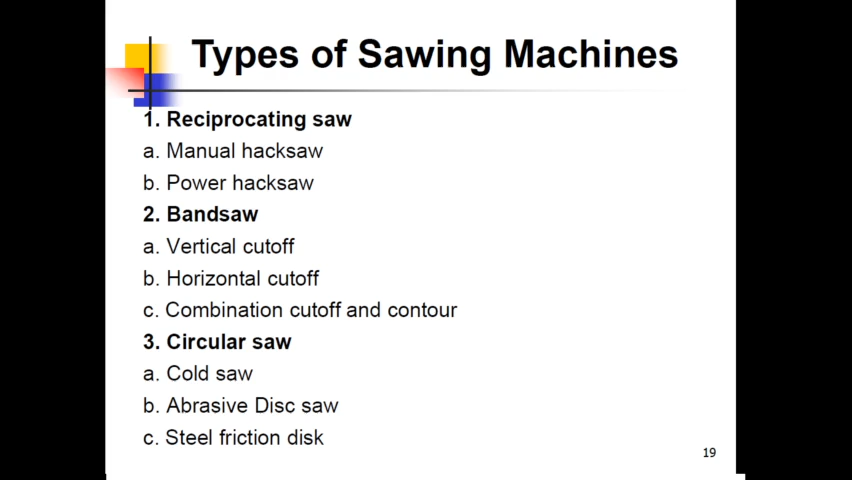 Types of Sawing Machines
1. Reciprocating saw
a. Manual hacksaw
b. Power hacksaw
2. Bandsaw
a. Vertical cutoff
b. Horizontal cutoff
c. Combination cutoff and contour
3. Circular saw
a. Cold saw
b. Abrasive Disc saw
c. Steel friction disk
19